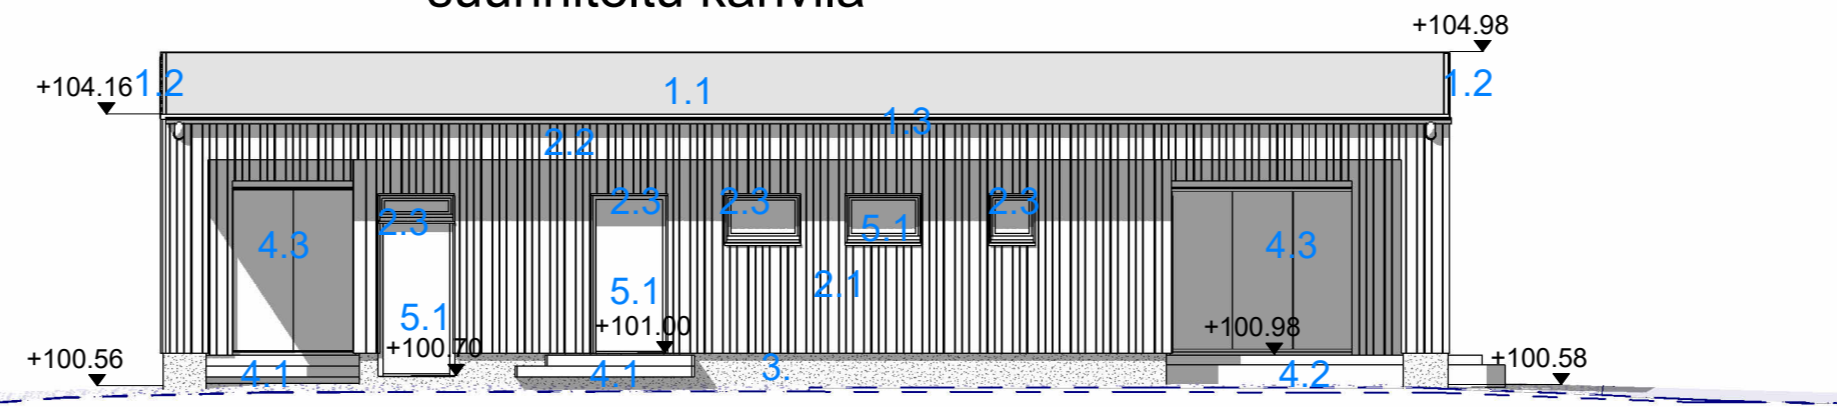 suunniteltu kahvila
+104.98
+104.16 1.2 1.1 1.2
1.3
2.2
2.3 2.3 2.3 2.3
5.1
4.3 4.3
2.1
5.1 5.1
+101.00 +100.98
+100.70
+100.56 +100.58
4.1 4.1 3. 4.2